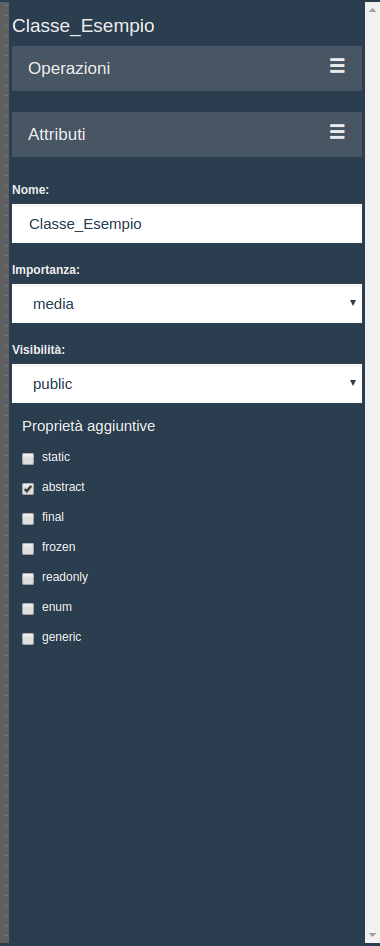 Classe_Esempio
Operazioni
Attributi
Nome:
Classe_Esempio
Importanza:
media
Visibilità:
public
Proprietà aggiuntive
static
abstract
final
frozen
readonly
enum
generic